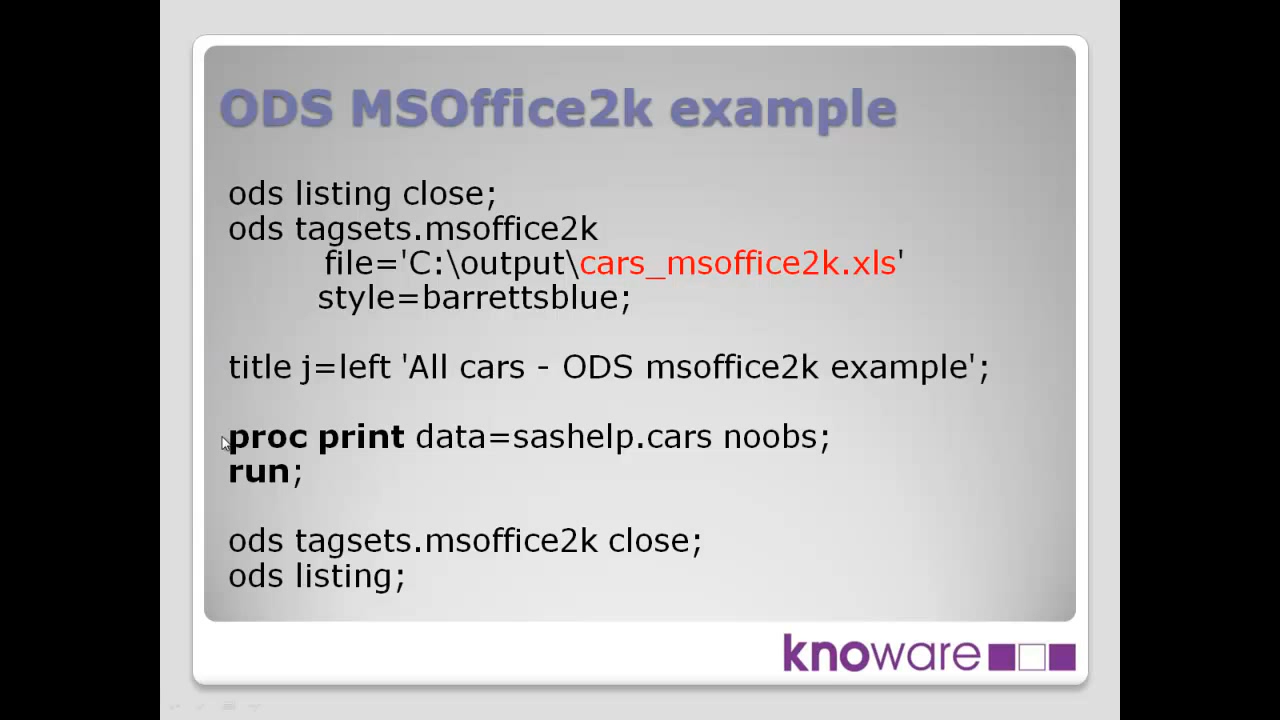 ODS MSOffice2k example
ods listing close;
ods tagsets.msoffice2k
file='C:\output\cars_msoffice2k.xls'
style=barrettsblue;
title j=left 'All cars - ODS msoffice2k example';
proc print data=sashelp.cars noobs;
run;
ods tagsets.msoffice2k close;
ods listing;
knoware